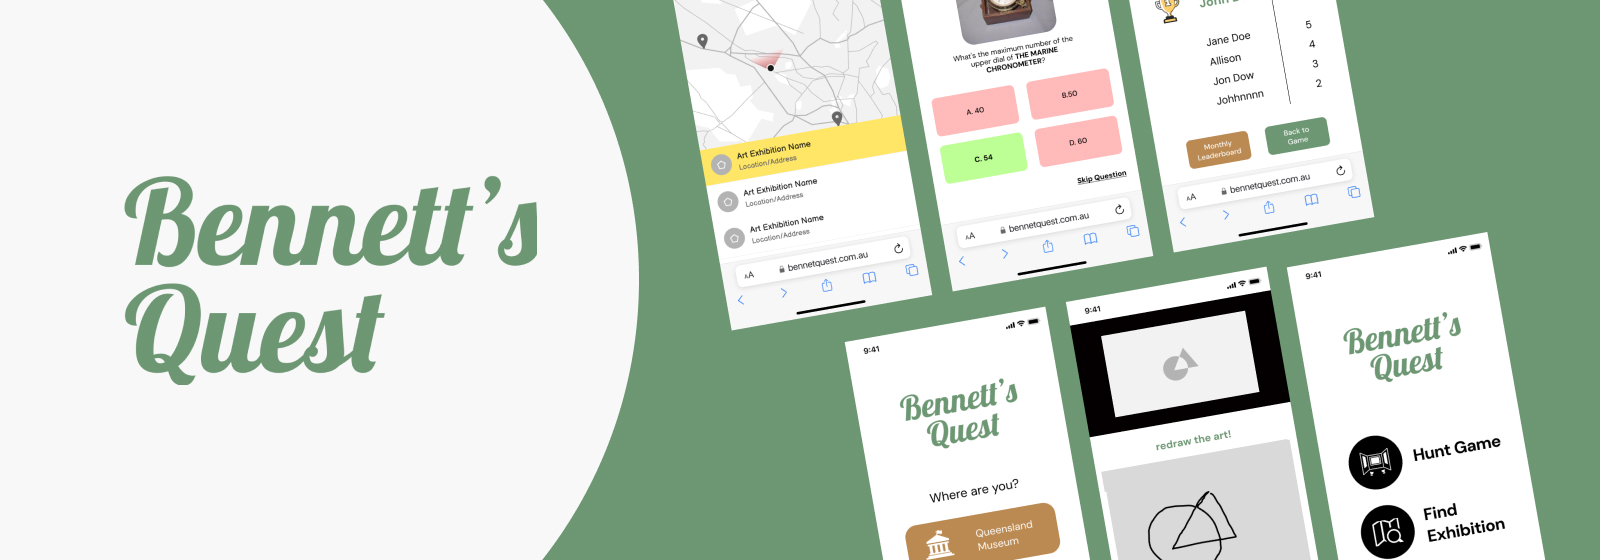 Bennett's
Quest
Art Exhibition Name
Location/Address
Art Exhibition Name
Location/Address
Art Exhibition Name
Location/Address
AA
bennetquest.com.au
What's the maximum number of the
upper dial of THE MARINE
CHRONOMETER?
A. 40
B.50
C. 54
D. 60
Skip Question
AA
bennetquest.com.au
1
Jane Doe
5
Allison
4
Jon Dow
3
Johhnnnn
2
Monthly
Leaderboard
Back to
Game
AA
bennetquest.com.au
9:41
Bennett's
Quest
Where are you?
Queensland
Museum
9:41
redraw the art!
9:41
Bennett's
Quest
Hunt Game
Find
Exhibition